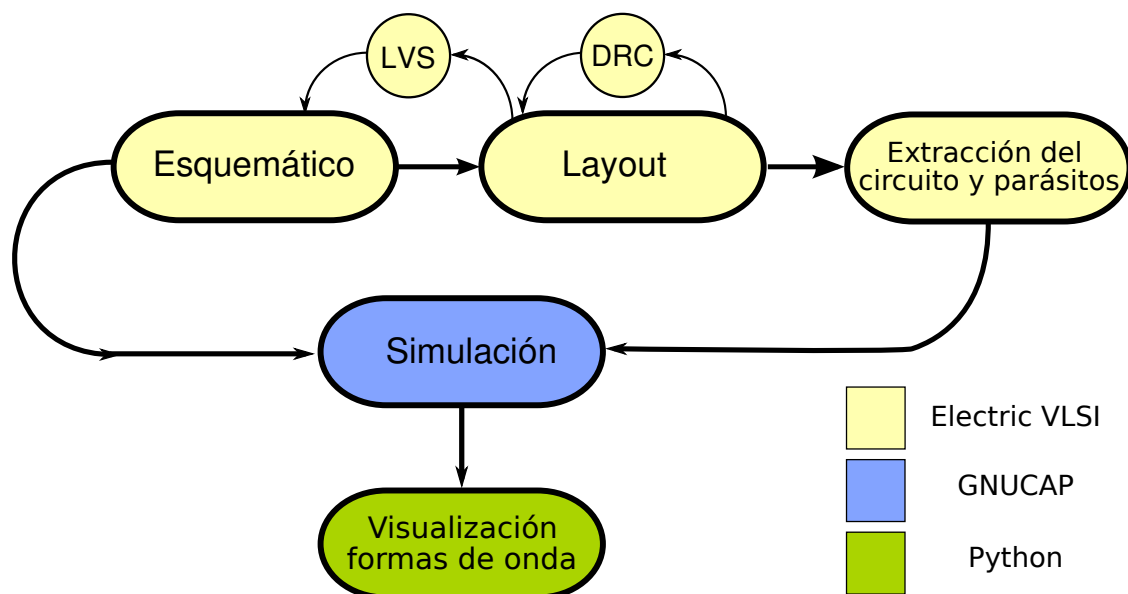 LVS
DRC
Esquemático
Layout
Extracción del
circuito y parásitos
Simulación
Electric VLSI
GNUCAP
Visualización
formas de onda
Python